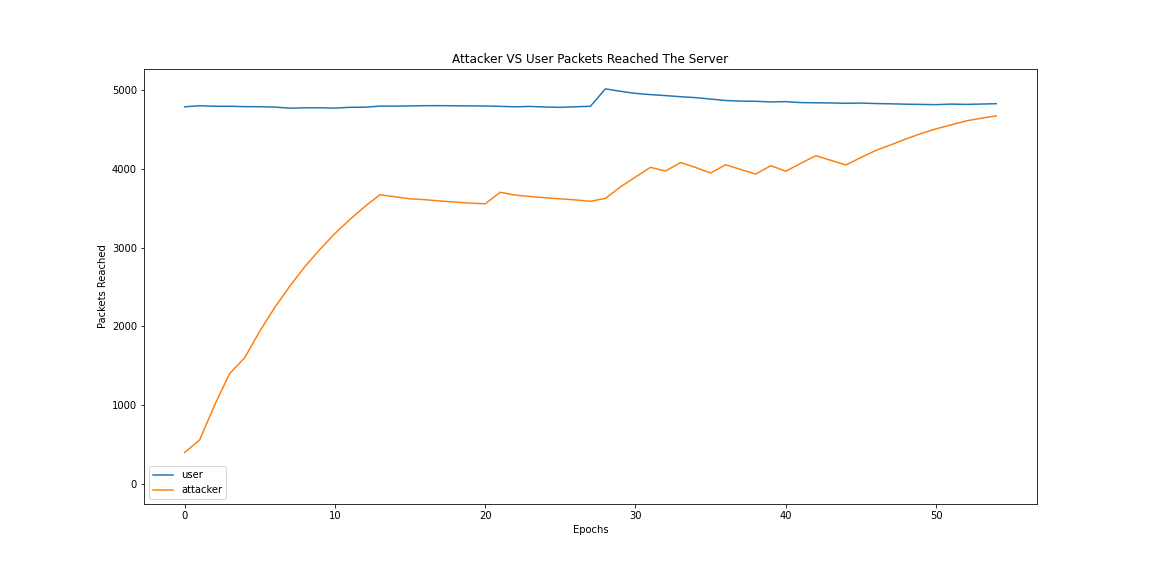 Attacker VS User Packets Reached The Server
Packets Reached
5000
4000
3000
2000
1000
0
user
attacker
0 10 20 30 40 50
Epochs